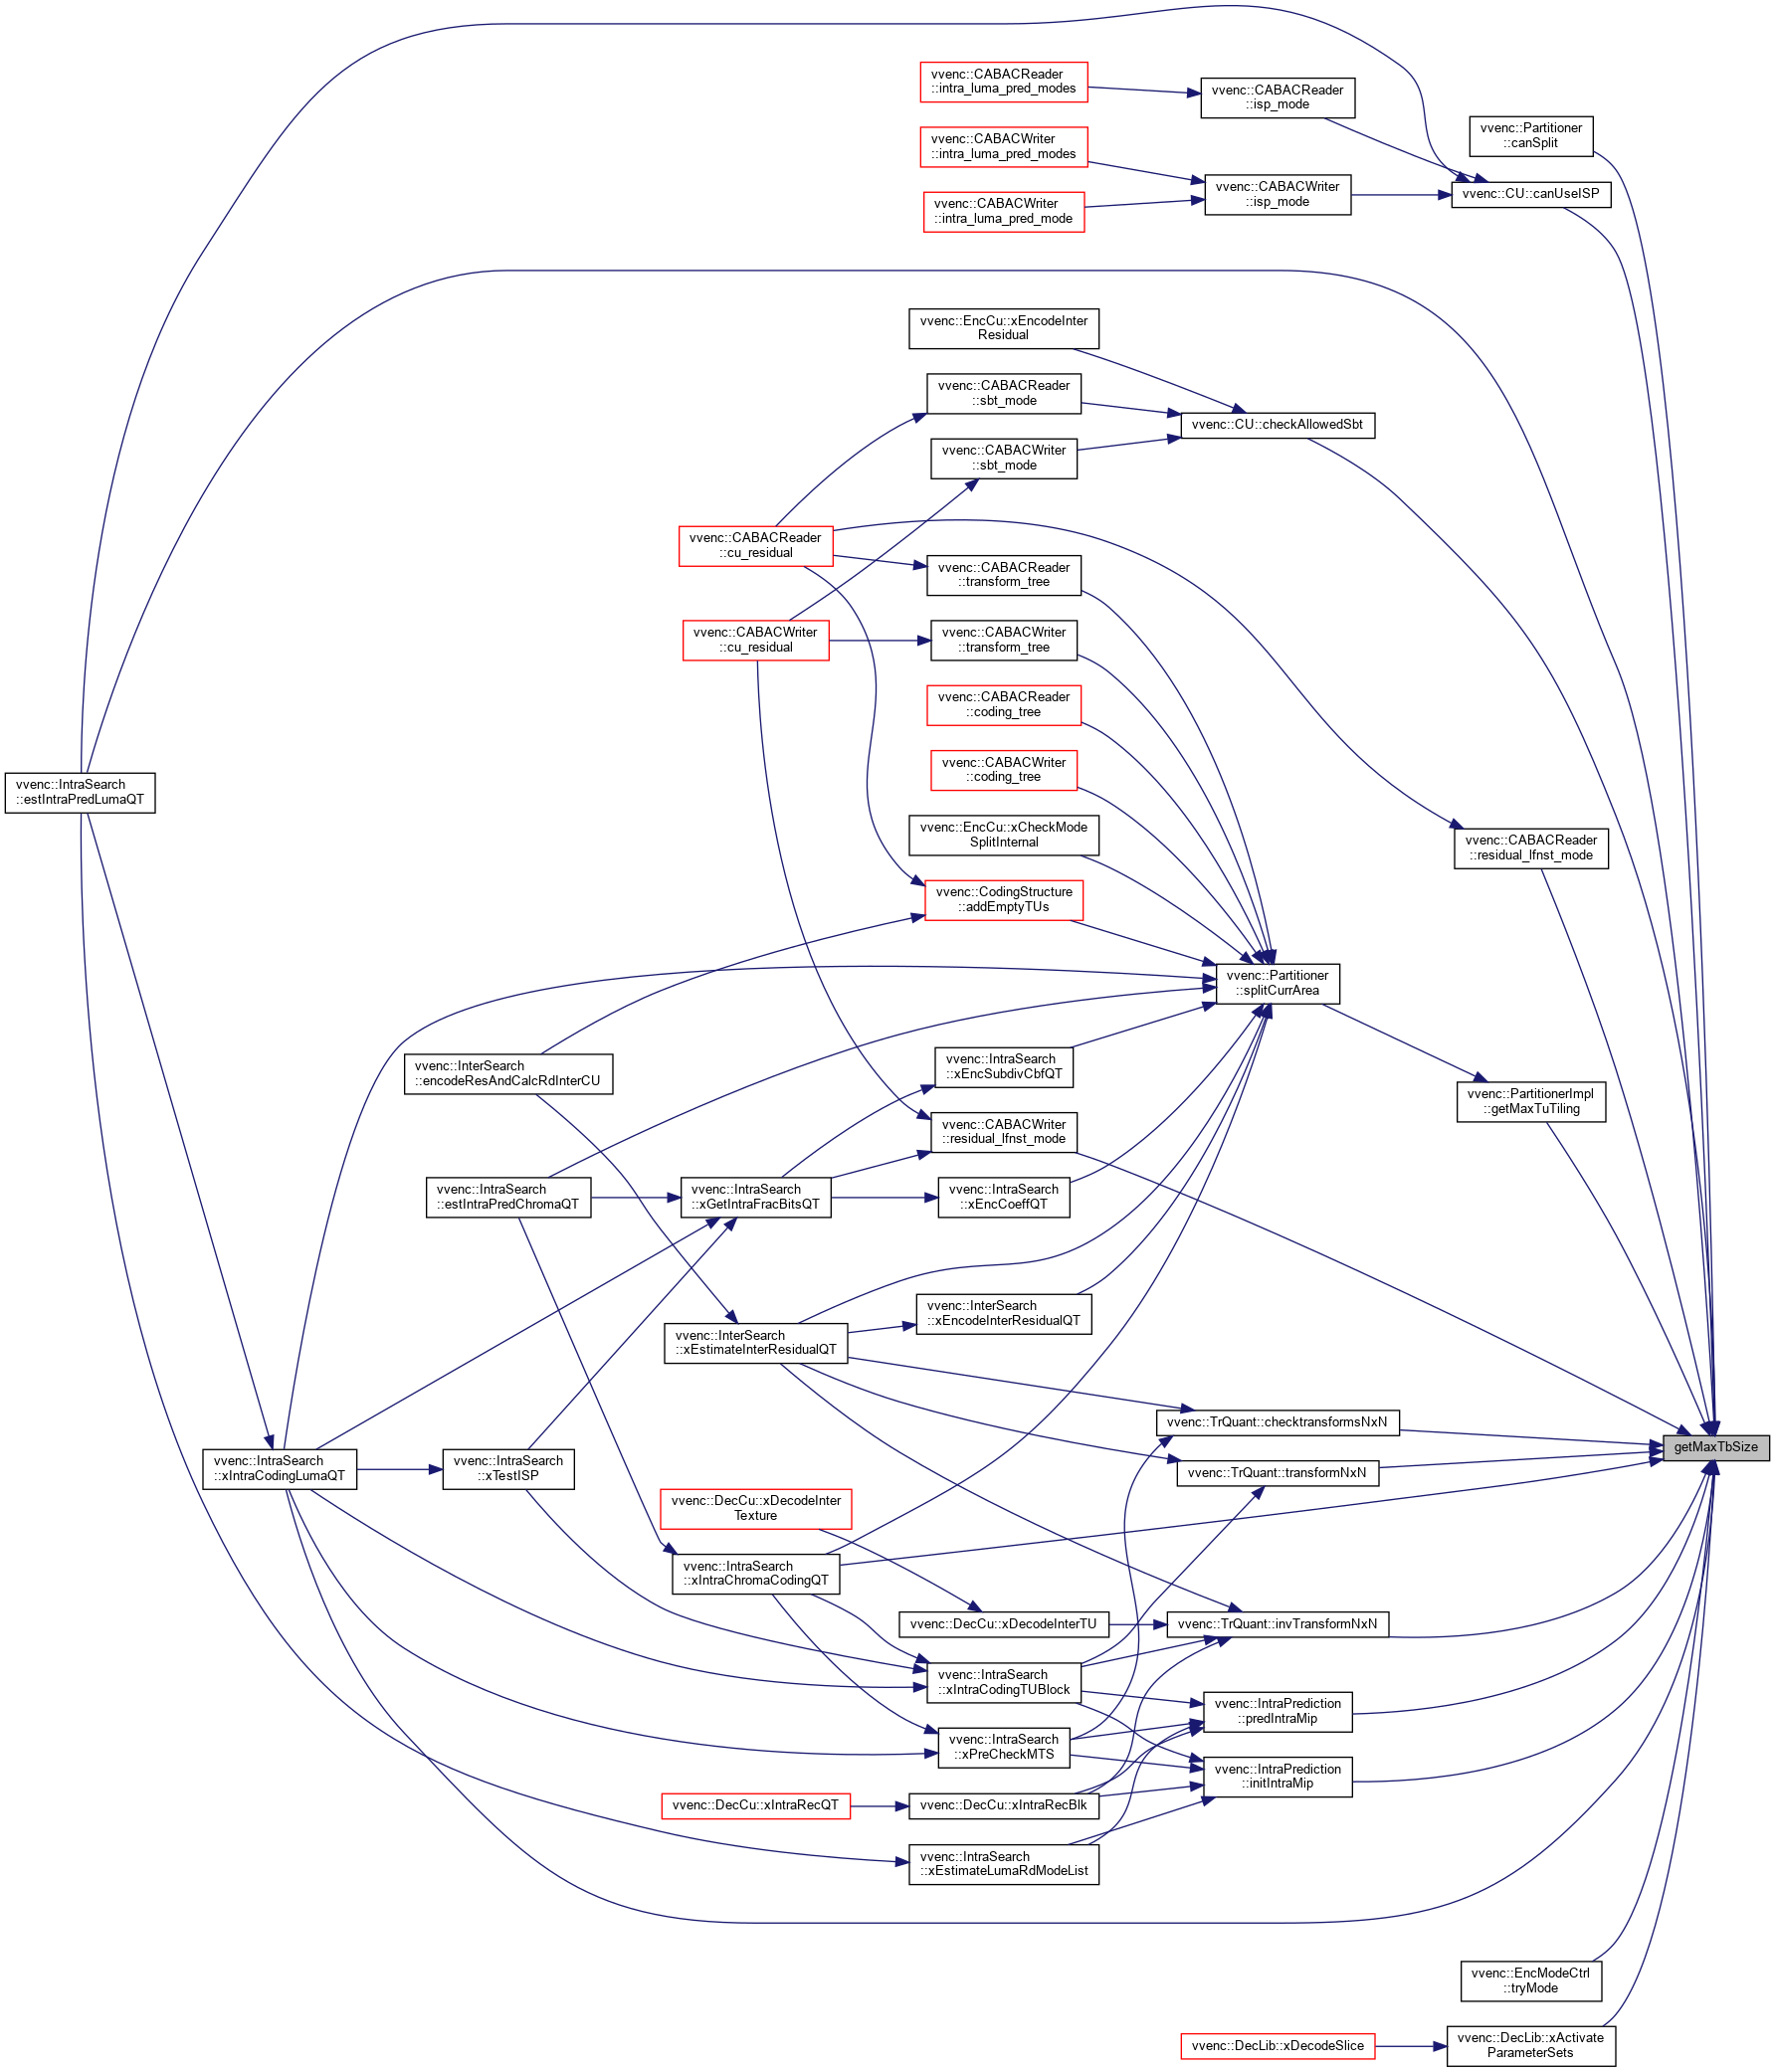 vvenc::CABACReader
::intra_luma_pred_modes
vvenc::CABACReader
::isp_mode
vvenc::Partitioner
::canSplit
vvenc::CABACWriter
::intra_luma_pred_modes
vvenc::CABACWriter
::isp_mode
vvenc::CU::canUseISP
vvenc::CABACWriter
::intra_luma_pred_mode
vvenc::EncCu::xEncodeInter
Residual
vvenc::CABACReader
::sbt_mode
vvenc::CU::checkAllowedSbt
vvenc::CABACWriter
::sbt_mode
vvenc::CABACReader
::cu_residual
vvenc::CABACReader
::transform_tree
vvenc::CABACWriter
::cu_residual
vvenc::CABACWriter
::transform_tree
vvenc::CABACReader
::coding_tree
vvenc::CABACWriter
::coding_tree
vvenc::IntraSearch
::estIntraPredLumaQT
vvenc::EncCu::xCheckMode
SplitInternal
vvenc::CABACReader
::residual_lfnst_mode
vvenc::CodingStructure
::addEmptyTUs
vvenc::Partitioner
::splitCurrArea
vvenc::InterSearch
::encodeResAndCalcRdInterCU
vvenc::IntraSearch
::xEncSubdivCbfQT
vvenc::PartitionerImpl
::getMaxTuTiling
vvenc::CABACWriter
::residual_lfnst_mode
vvenc::IntraSearch
::estIntraPredChromaQT
vvenc::IntraSearch
::xGetIntraFracBitsQT
vvenc::IntraSearch
::xEncCoeffQT
vvenc::InterSearch
::xEncodeInterResidualQT
vvenc::InterSearch
::xEstimateInterResidualQT
vvenc::TrQuant::checktransformsNxN
getMaxTbSize
vvenc::IntraSearch
::xIntraCodingLumaQT
vvenc::IntraSearch
::xTestISP
vvenc::TrQuant::transformNxN
vvenc::DecCu::xDecodeInter
Texture
vvenc::IntraSearch
::xIntraChromaCodingQT
vvenc::DecCu::xDecodeInterTU
vvenc::TrQuant::invTransformNxN
vvenc::IntraSearch
::xIntraCodingTUBlock
vvenc::IntraPrediction
::predIntraMip
vvenc::IntraSearch
::xPreCheckMTS
vvenc::IntraPrediction
::initIntraMip
vvenc::DecCu::xIntraRecQT
vvenc::DecCu::xIntraRecBlk
vvenc::IntraSearch
::xEstimateLumaRdModeList
vvenc::EncModeCtrl
::tryMode
vvenc::DecLib::xDecodeSlice
vvenc::DecLib::xActivate
ParameterSets